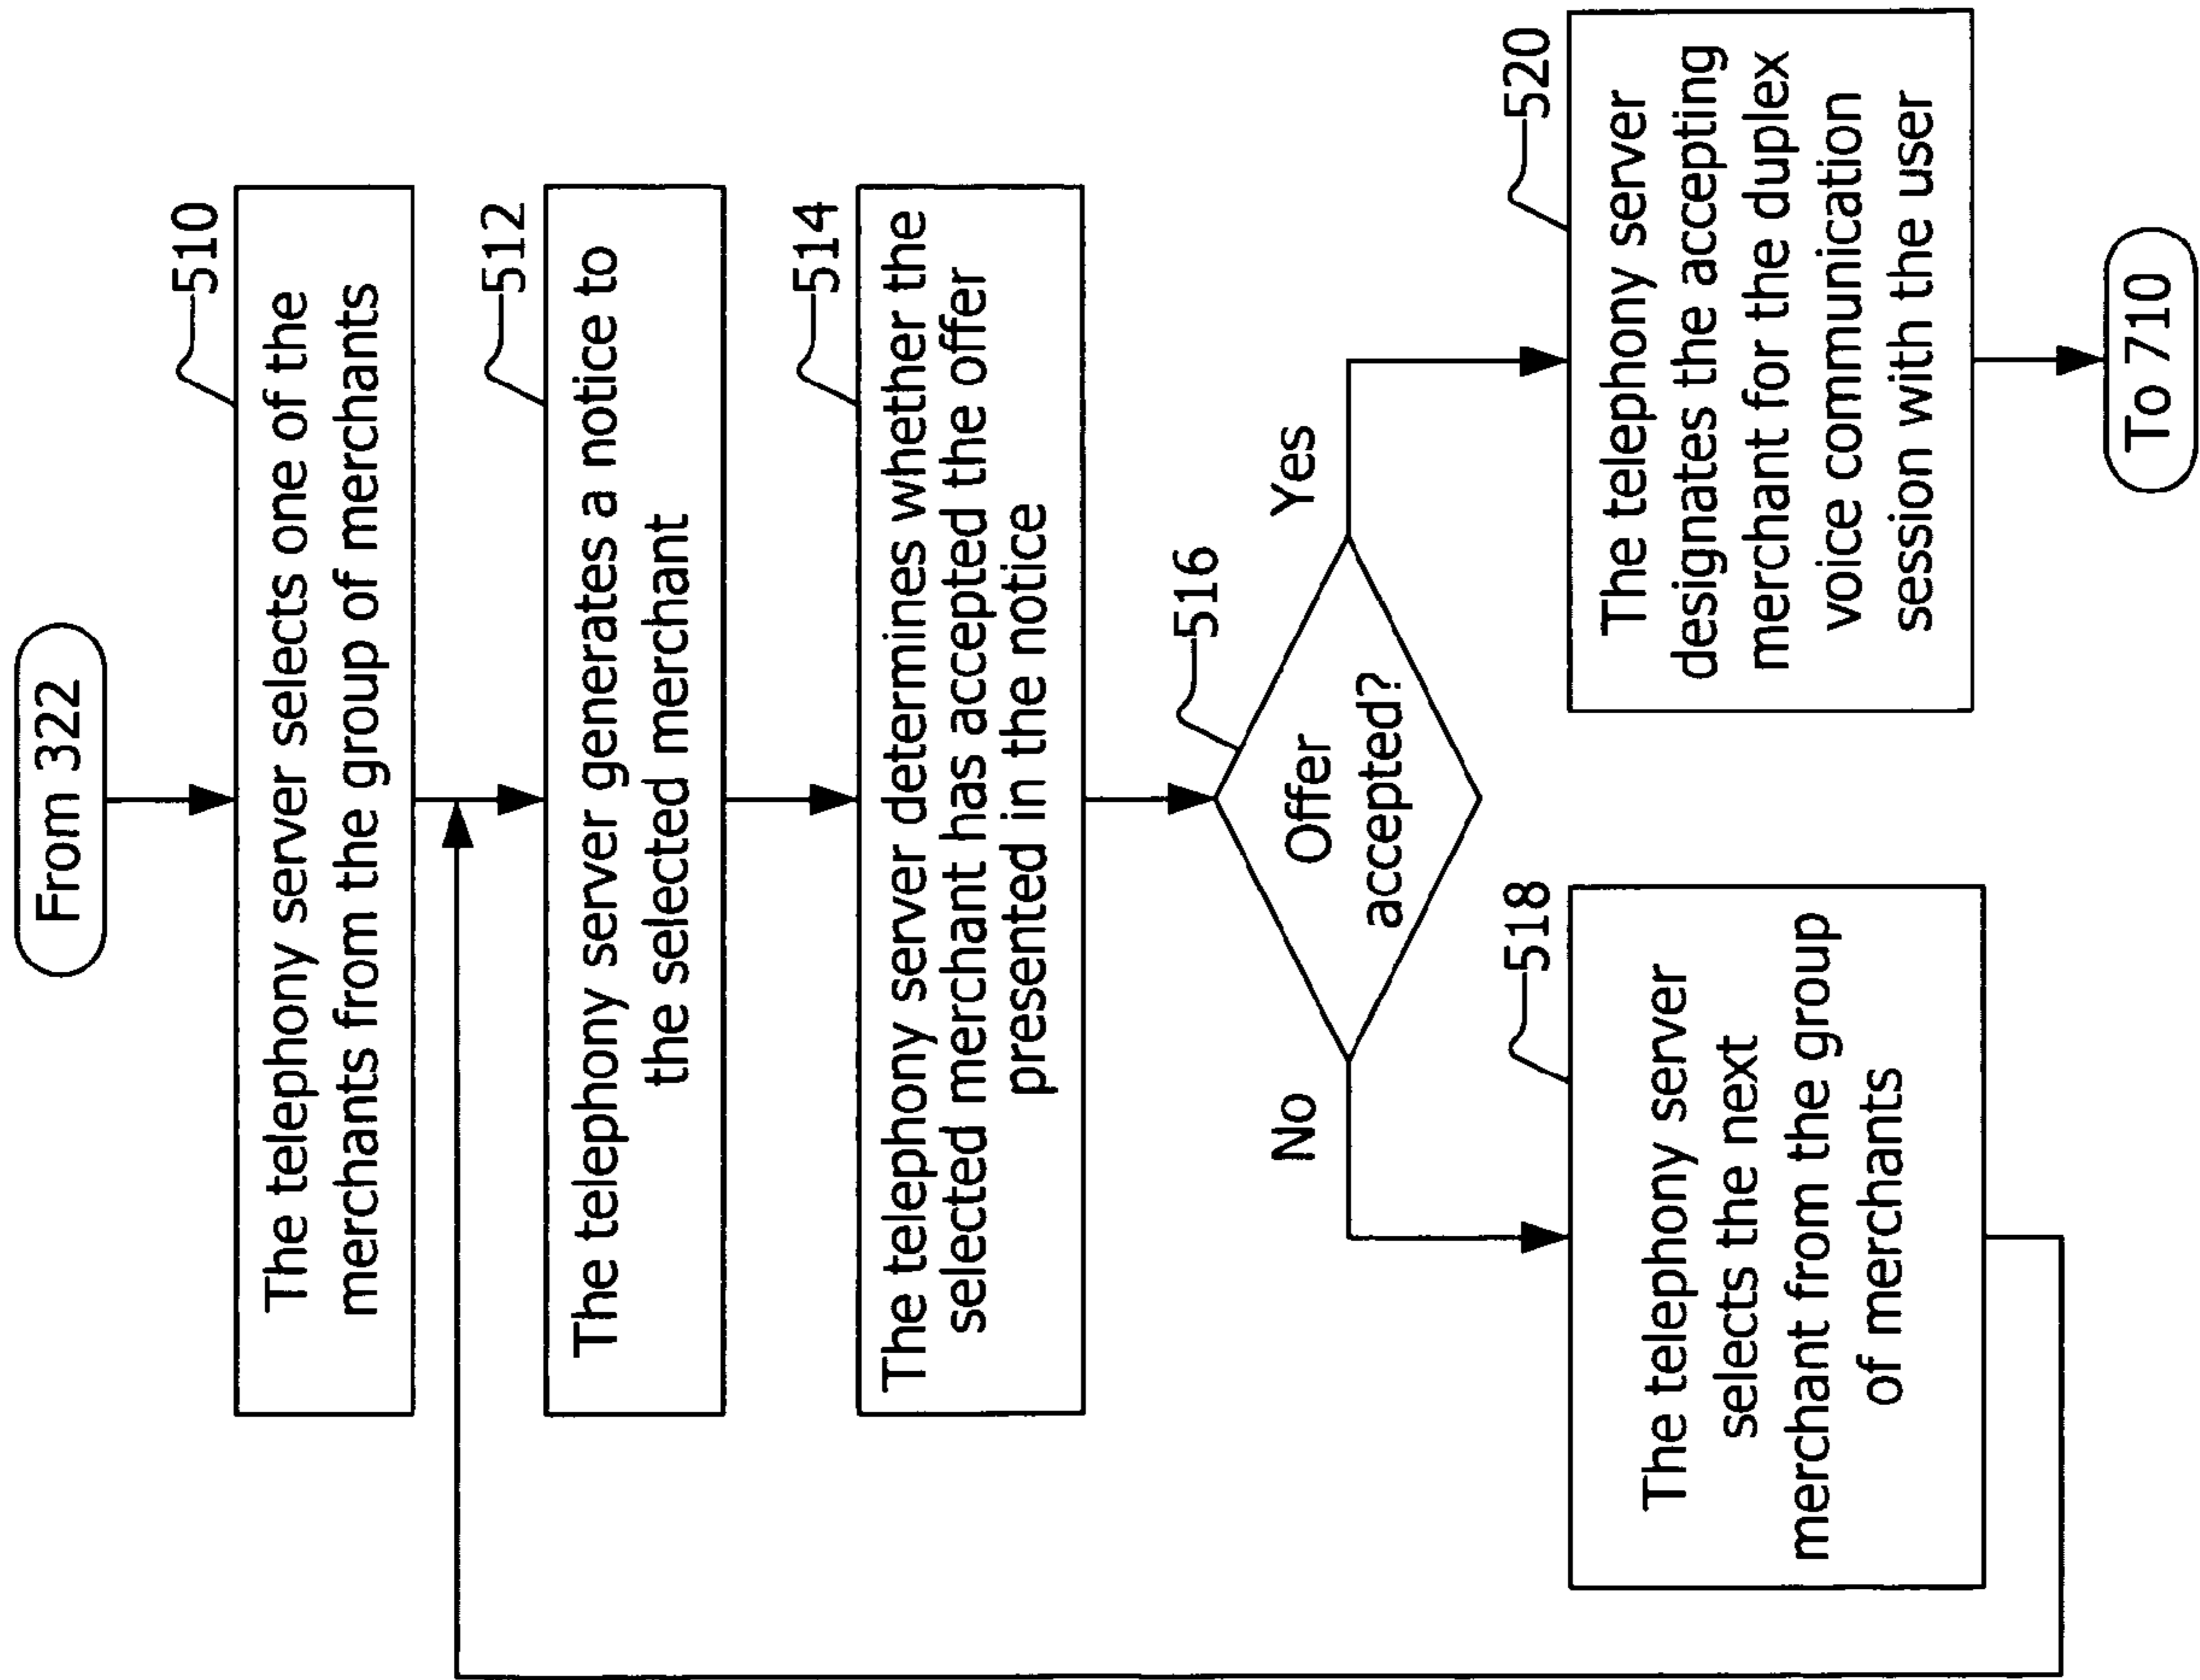 From 322
510
The telephony server selects one of the
merchants from the group of merchants
512
The telephony server generates a notice to
the selected merchant
514
The telephony server determines whether the
selected merchant has accepted the offer
presented in the notice
516
Offer
accepted?
No
Yes
518
The telephony server
selects the next
merchant from the group
of merchants
520
The telephony server
designates the accepting
merchant for the duplex
voice communication
session with the user
To 710